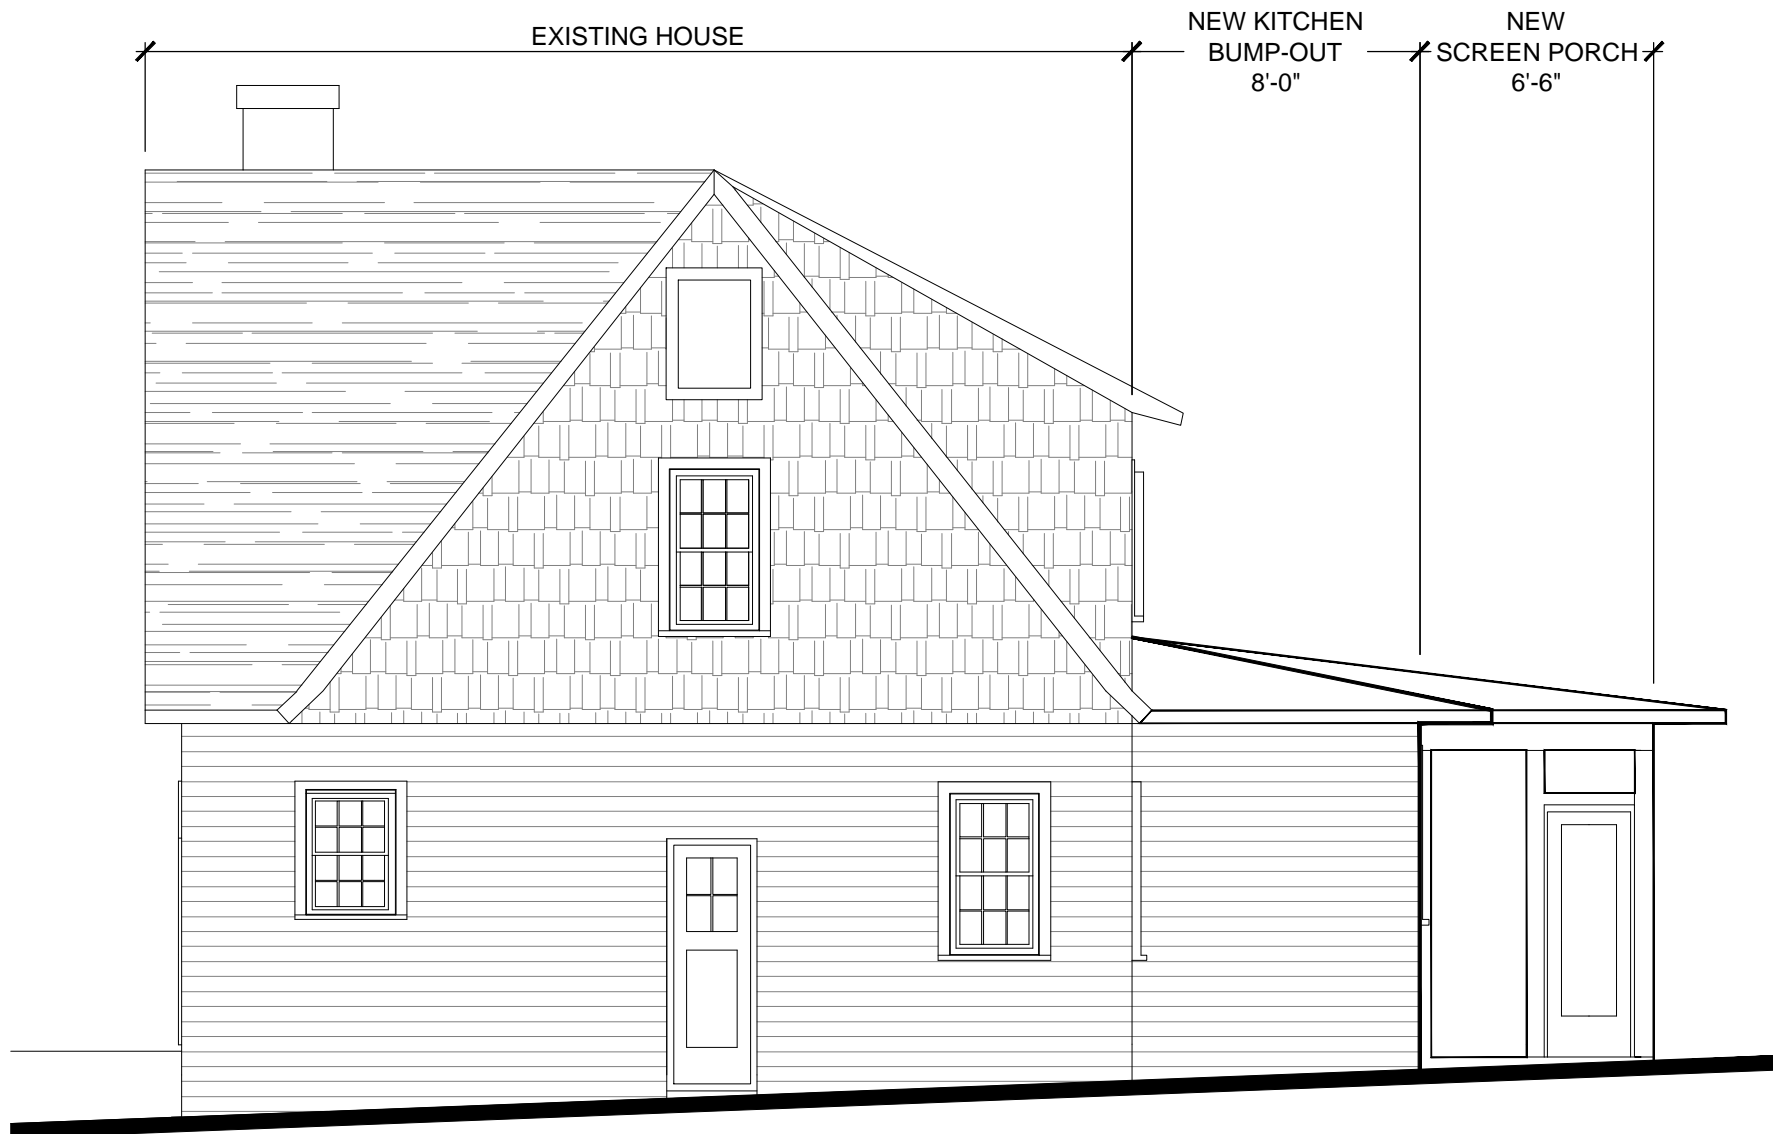 EXISTING HOUSE
NEW KITCHEN
BUMP-OUT
8'-0"
NEW
SCREEN PORCH
6'-6"